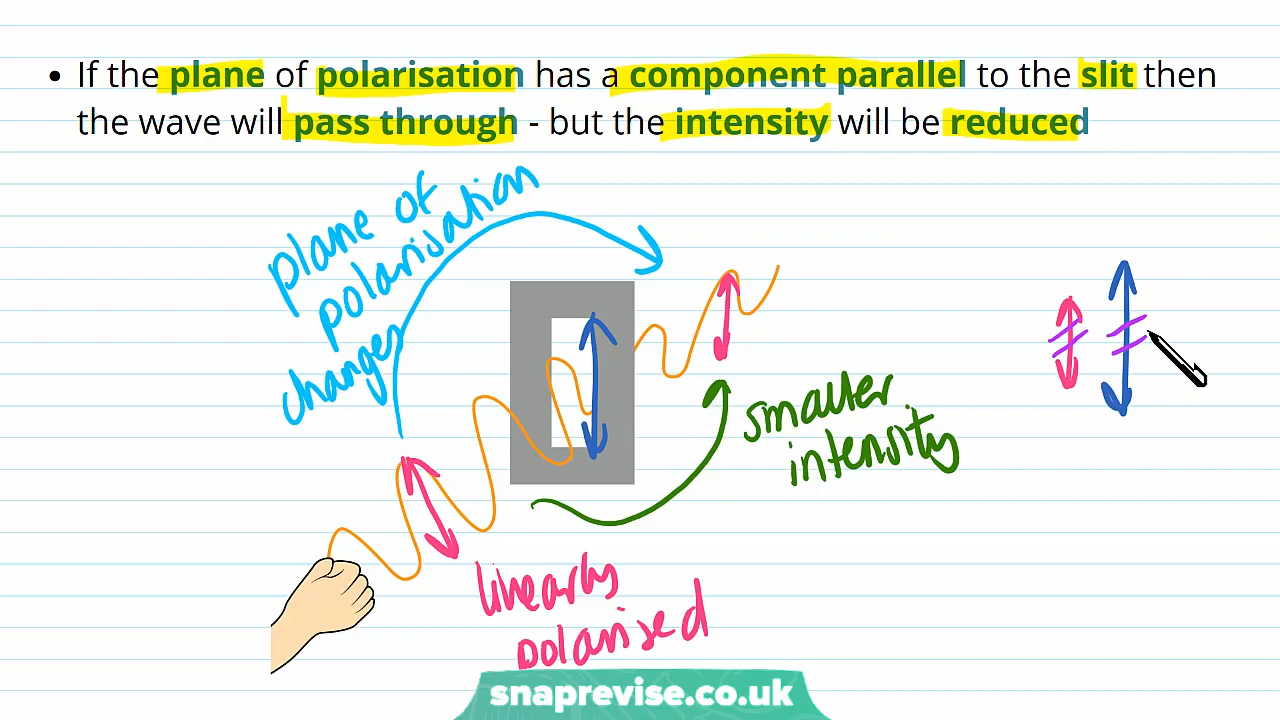 • If the plane of polarisation has a component parallel to the slit then
the wave will pass through - but the intensity will be reduced
plane of
polarisation
changes
smaller
intensity
linearly
polarised
snaprevise.co.uk